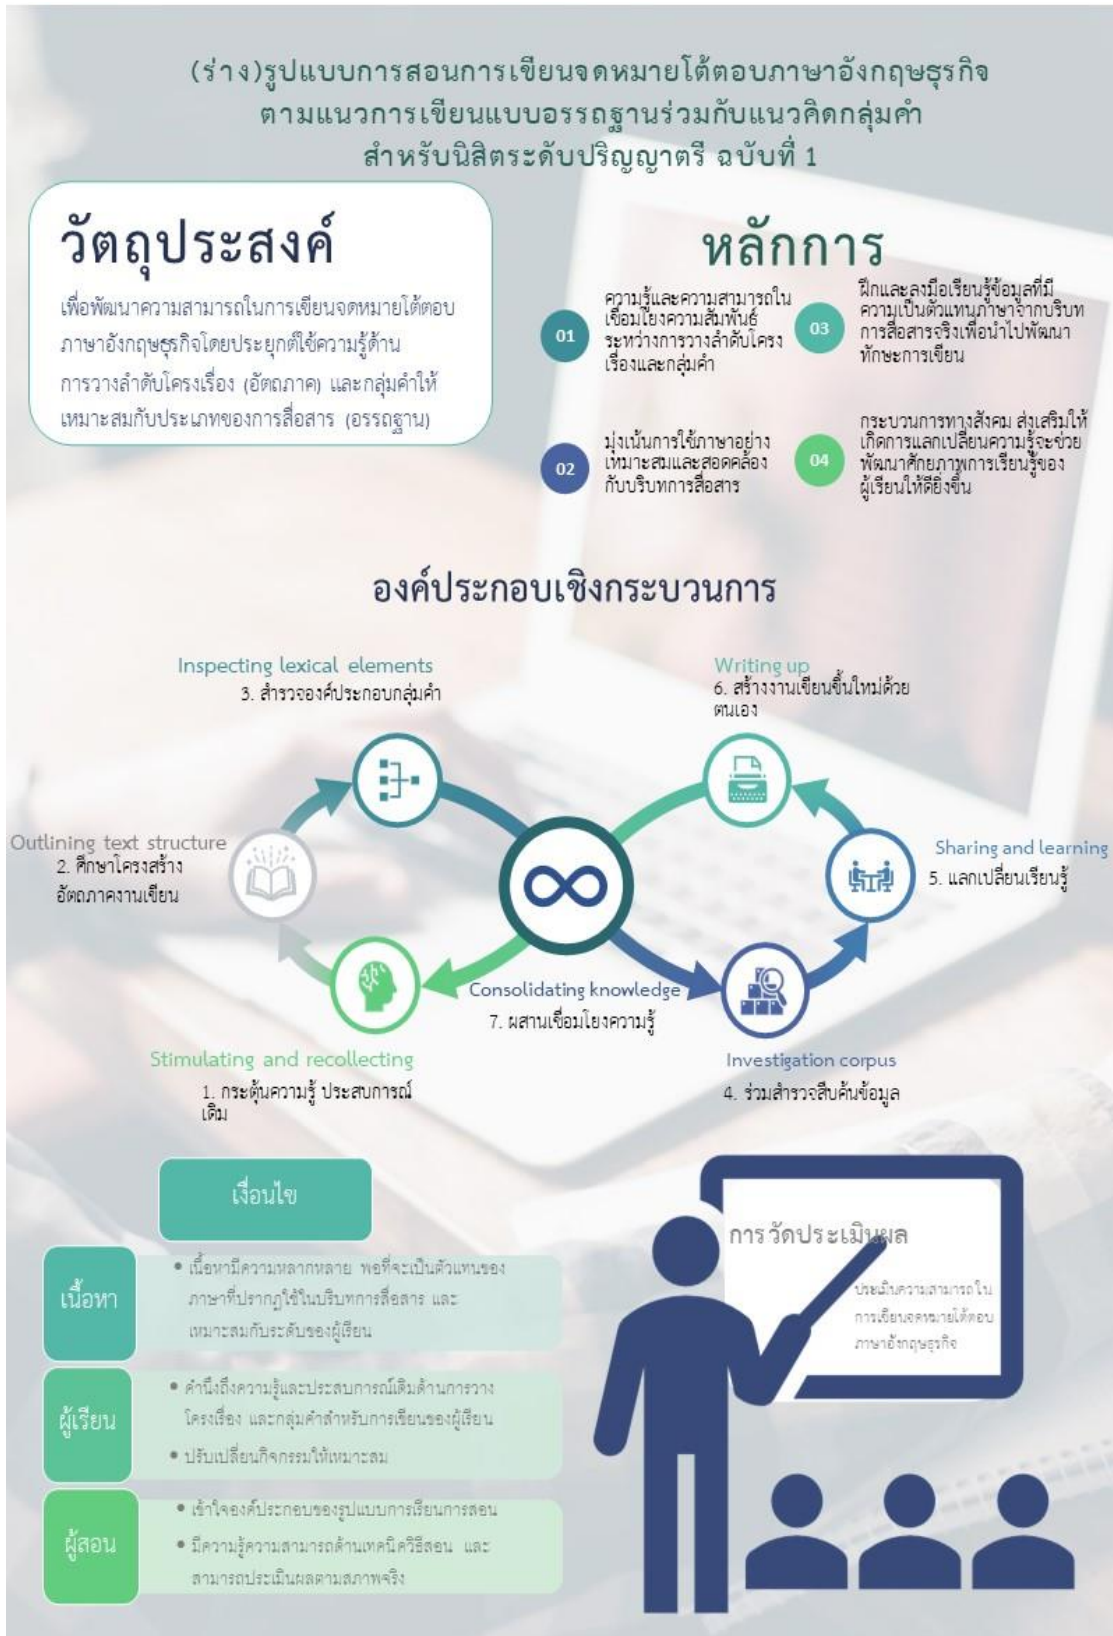 (ร่าง)รูปแบบการสอนการเขียนจดหมายโต้ตอบภาษาอังกฤษธุรกิจ
ตามแนวการเขียนแบบอรรถฐานร่วมกับแนวคิดกลุ่มคำ
สำหรับนิสิตระดับปริญญาตรี ฉบับที่ 1
วัตถุประสงค์
เพื่อพัฒนาความสามารถในการเขียนจดหมายโต้ตอบ
ภาษาอังกฤษธุรกิจโดยประยุกต์ใช้ความรู้ด้าน
การวางลำดับโครงเรื่อง (อัตถภาค) และกลุ่มคำให้
เหมาะสมกับประเภทของการสื่อสาร (อรรถฐาน)
หลักการ
01
ความรู้และความสามารถใน
เชื่อมโยงความสัมพันธ์
ระหว่างการวางลำดับโครง
เรื่องและกลุ่มคำ
02
มุ่งเน้นการใช้ภาษาอย่าง
เหมาะสมและสอดคล้อง
กับบริบทการสื่อสาร
03
ฝึกและลงมือเรียนรู้ข้อมูลที่มี
ความเป็นตัวแทนภาษาจากบริบท
การสื่อสารจริงเพื่อนำไปพัฒนา
ทักษะการเขียน
04
กระบวนการทางสังคม ส่งเสริมให้
เกิดการแลกเปลี่ยนความรู้จะช่วย
พัฒนาศักยภาพการเรียนรู้ของ
ผู้เรียนให้ดียิ่งขึ้น
องค์ประกอบเชิงกระบวนการ
Inspecting lexical elements
3. สำรวจองค์ประกอบกลุ่มคำ
Writing up
6. สร้างงานเขียนขึ้นใหม่ด้วย
ตนเอง
Outlining text structure
2. ศึกษาโครงสร้าง
อัตถภาคงานเขียน
Sharing and learning
5. แลกเปลี่ยนเรียนรู้
Consolidating knowledge
7. ผสานเชื่อมโยงความรู้
Stimulating and recollecting
1. กระตุ้นความรู้ ประสบการณ์
เดิม
Investigation corpus
4. ร่วมสำรวจสืบค้นข้อมูล
เงื่อนไข
เนื้อหา
• เนื้อหามีความหลากหลาย พอที่จะเป็นตัวแทนของ
ภาษาที่ปรากฏใช้ในบริบทการสื่อสาร และ
เหมาะสมกับระดับของผู้เรียน
ผู้เรียน
• คำนึงถึงความรู้และประสบการณ์เดิมด้านการวาง
โครงเรื่อง และกลุ่มคำสำหรับการเขียนของผู้เรียน
• ปรับเปลี่ยนกิจกรรมให้เหมาะสม
ผู้สอน
• เข้าใจองค์ประกอบของรูปแบบการเรียนการสอน
• มีความรู้ความสามารถด้านเทคนิควิธีสอน และ
สามารถประเมินผลตามสภาพจริง
การวัดประเมินผล
ประเมินความสามารถใน
การเขียนจดหมายโต้ตอบ
ภาษาอังกฤษธุรกิจ